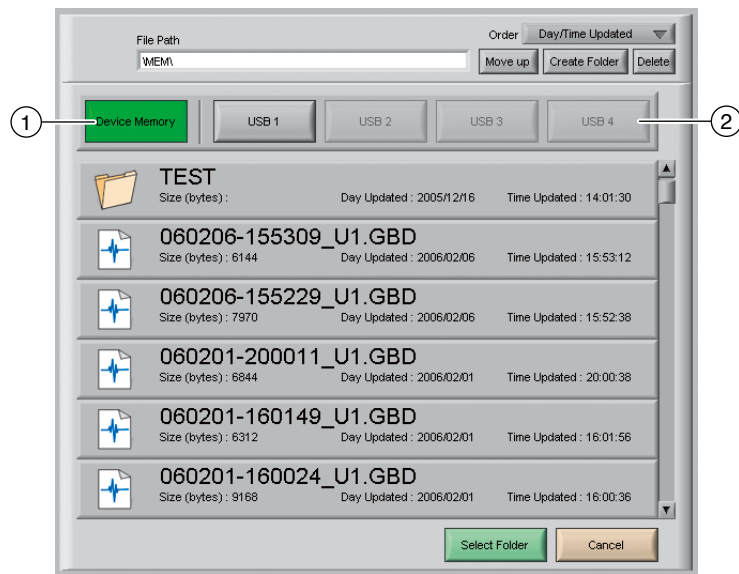 File Path
Order Day/Time Updated
\MEM\ Move up Create Folder Delete
1 Device Memory USB 1 USB 2 USB 3 USB 4 2
TEST
Size (bytes) : Day Updated : 2005/12/16 Time Updated : 14:01:30
060206-155309_U1.GBD
Size (bytes) : 6144 Day Updated : 2006/02/06 Time Updated : 15:53:12
060206-155229_U1.GBD
Size (bytes) : 7970 Day Updated : 2006/02/06 Time Updated : 15:52:38
060201-200011_U1.GBD
Size (bytes) : 6844 Day Updated : 2006/02/01 Time Updated : 20:00:38
060201-160149_U1.GBD
Size (bytes) : 6312 Day Updated : 2006/02/01 Time Updated : 16:01:56
060201-160024_U1.GBD
Size (bytes) : 9168 Day Updated : 2006/02/01 Time Updated : 16:00:36
Select Folder Cancel